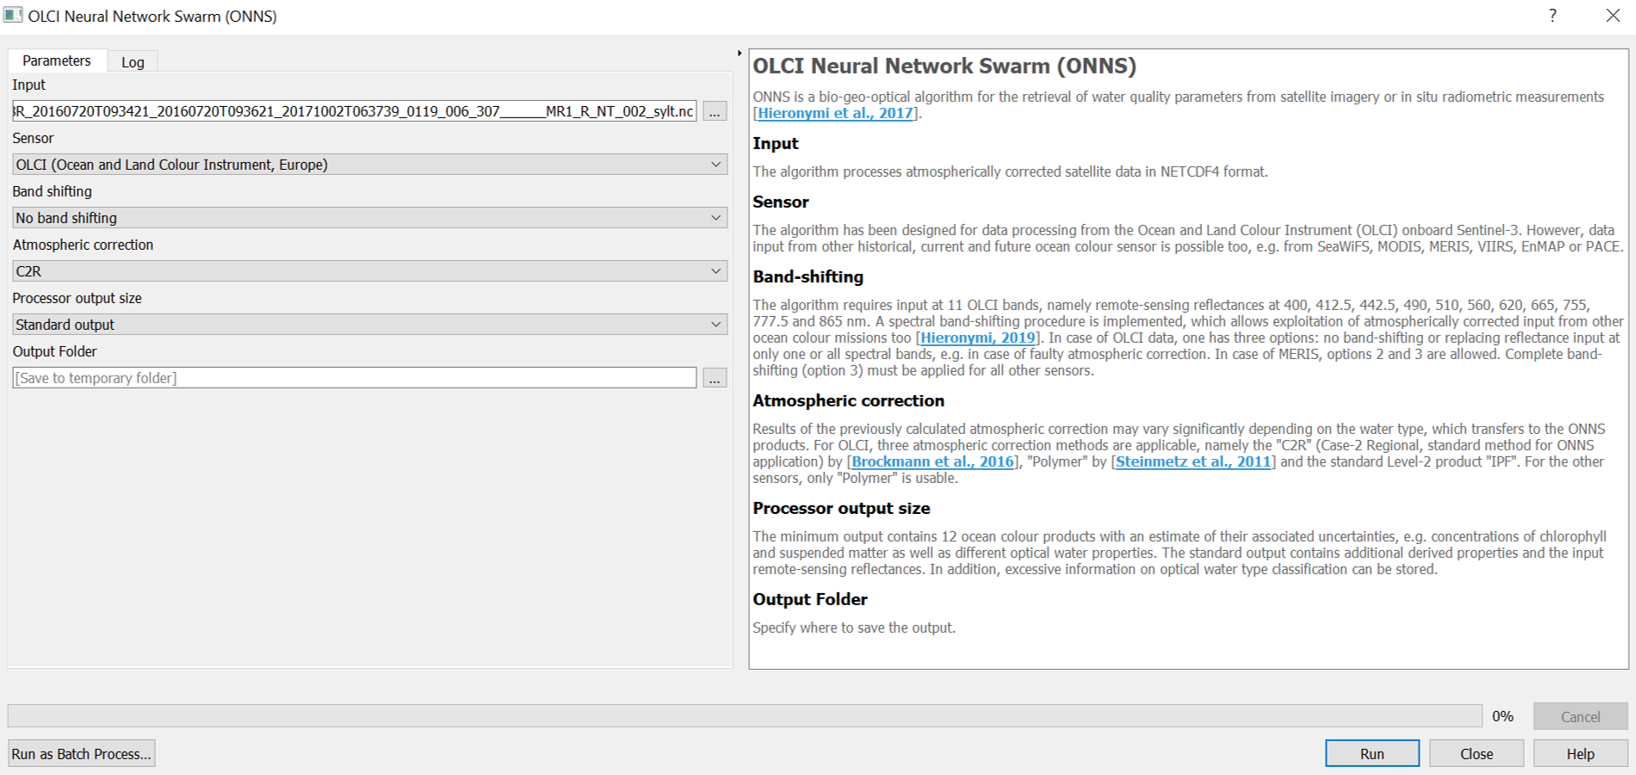 OLCI Neural Network Swarm (ONNS)
?
Parameters
Log
Input
3R_20160720T093421_20160720T093621_20171002T063739_0119_006_307______MR1_R_NT_002_sylt.nc
...
Sensor
OLCI (Ocean and Land Colour Instrument, Europe)
Band shifting
No band shifting
Atmospheric correction
C2R
Processor output size
Standard output
Output Folder
[Save to temporary folder]
...
OLCI Neural Network Swarm (ONNS)
ONNS is a bio-geo-optical algorithm for the retrieval of water quality parameters from satellite imagery or in situ radiometric measurements
[Hieronymi et al., 2017].
Input
The algorithm processes atmospherically corrected satellite data in NETCDF4 format.
Sensor
The algorithm has been designed for data processing from the Ocean and Land Colour Instrument (OLCI) onboard Sentinel-3. However, data
input from other historical, current and future ocean colour sensor is possible too, e.g. from SeaWiFS, MODIS, MERIS, VIIRS, EnMAP or PACE.
Band-shifting
The algorithm requires input at 11 OLCI bands, namely remote-sensing reflectances at 400, 412.5, 442.5, 490, 510, 560, 620, 665, 755,
777.5 and 865 nm. A spectral band-shifting procedure is implemented, which allows exploitation of atmospherically corrected input from other
ocean colour missions too [Hieronymi, 2019]. In case of OLCI data, one has three options: no band-shifting or replacing reflectance input at
only one or all spectral bands, e.g. in case of faulty atmospheric correction. In case of MERIS, options 2 and 3 are allowed. Complete band-
shifting (option 3) must be applied for all other sensors.
Atmospheric correction
Results of the previously calculated atmospheric correction may vary significantly depending on the water type, which transfers to the ONNS
products. For OLCI, three atmospheric correction methods are applicable, namely the "C2R" (Case-2 Regional, standard method for ONNS
application) by [Brockmann et al., 2016], "Polymer" by [Steinmetz et al., 2011] and the standard Level-2 product "IPF". For the other
sensors, only "Polymer" is usable.
Processor output size
The minimum output contains 12 ocean colour products with an estimate of their associated uncertainties, e.g. concentrations of chlorophyll
and suspended matter as well as different optical water properties. The standard output contains additional derived properties and the input
remote-sensing reflectances. In addition, excessive information on optical water type classification can be stored.
Output Folder
Specify where to save the output.
0%
Cancel
Run as Batch Process...
Run
Close
Help